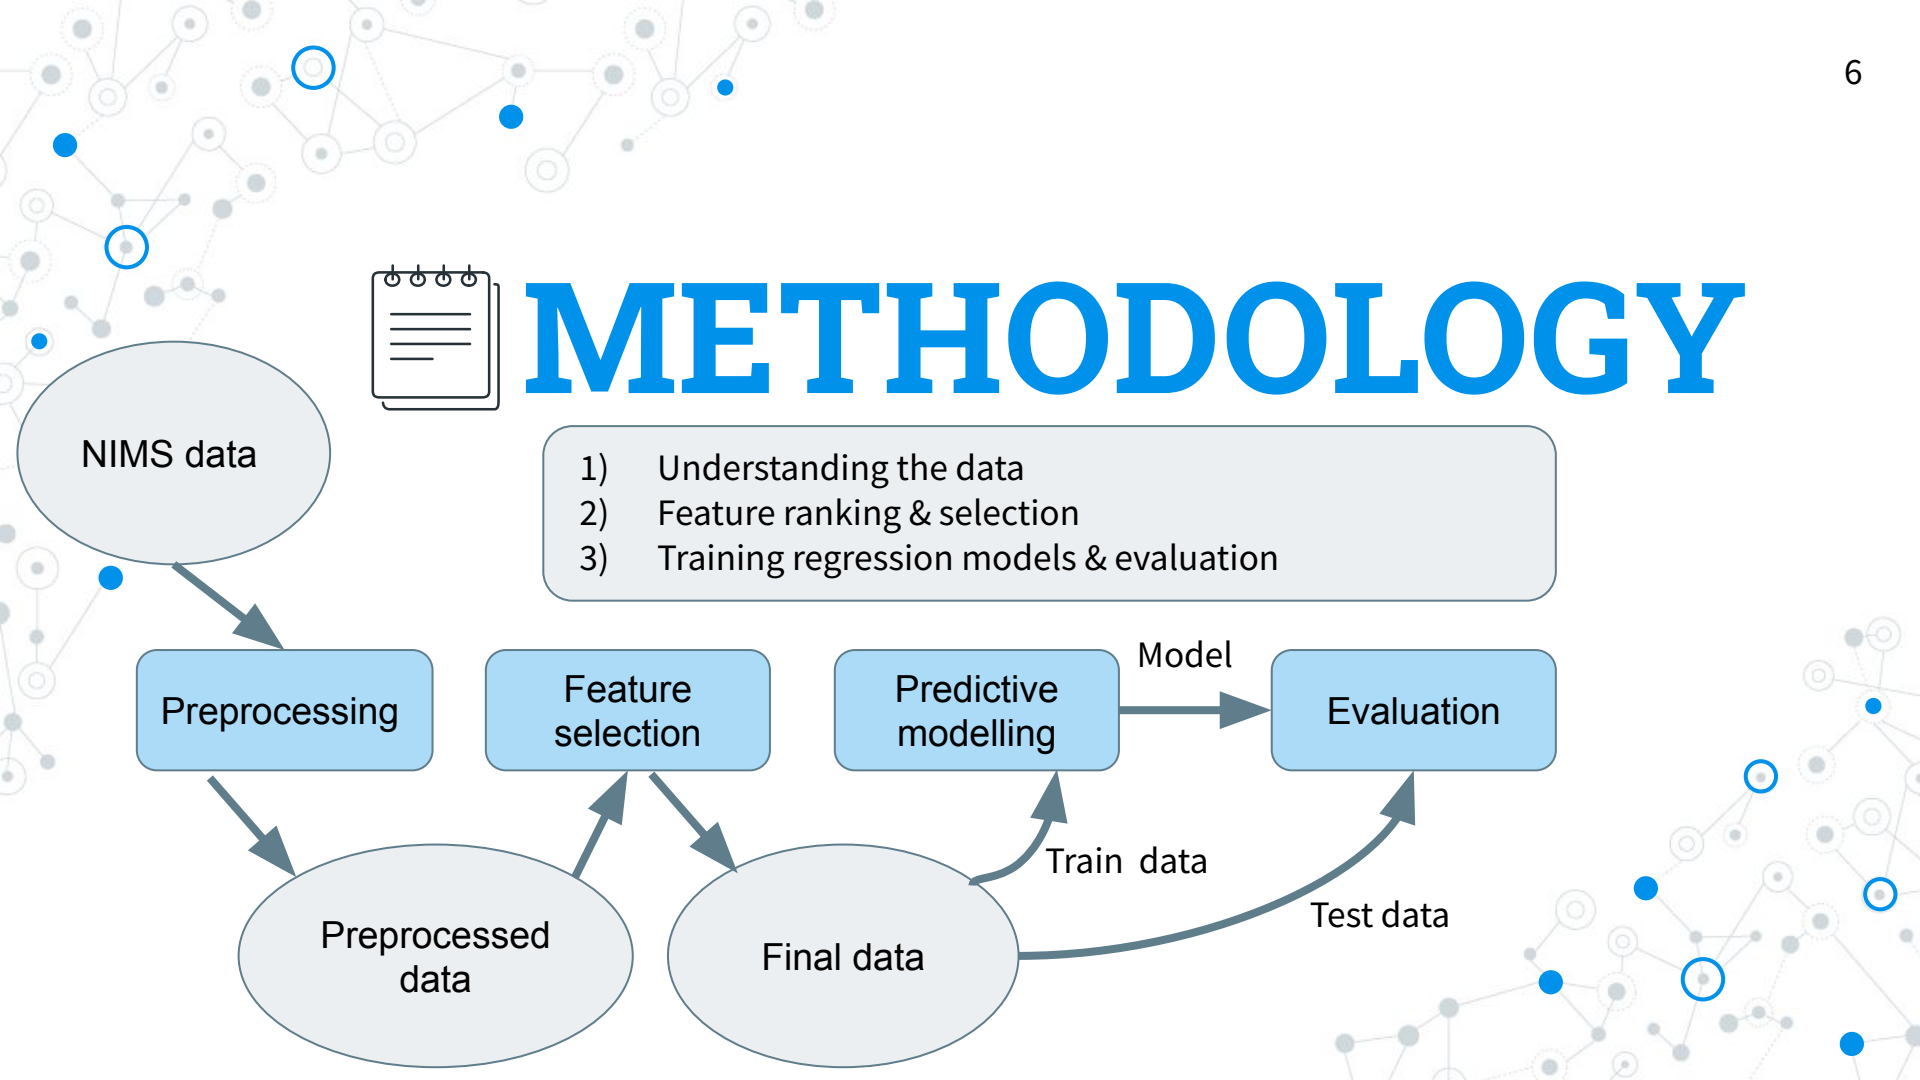 6
METHODOLOGY
NIMS data
1) Understanding the data
2) Feature ranking & selection
3) Training regression models & evaluation
Preprocessing
Feature
selection
Predictive
modelling
Model
Evaluation
Train data
Test data
Preprocessed
data
Final data